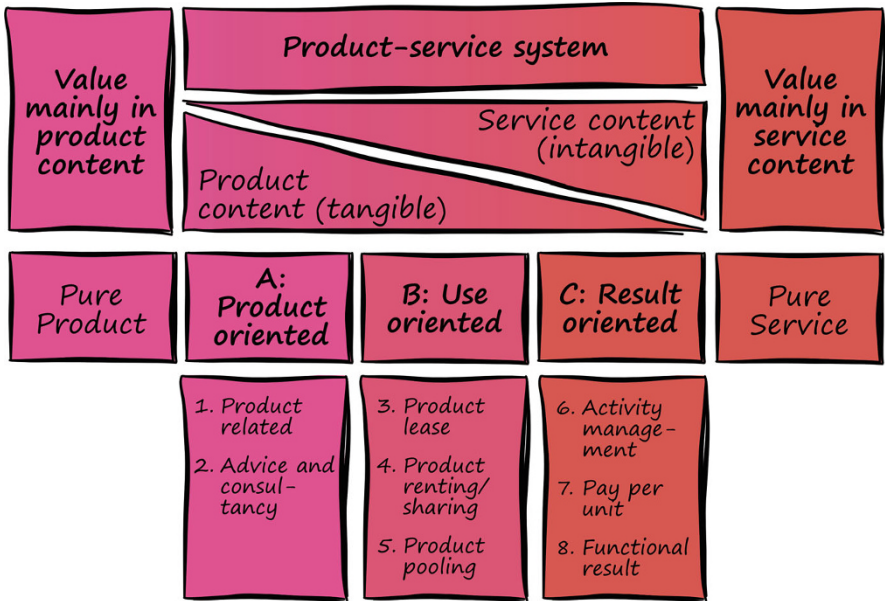 Value
mainly in
product
content
Product-service system
Service content
(intangible)
Product
content (tangible)
Value
mainly in
service
content
Pure
Product
A:
Product
oriented
B: Use
oriented
C: Result
oriented
Pure
Service
1. Product
related
2. Advice and
consul-
tancy
3. Product
lease
4. Product
renting/
sharing
5. Product
pooling
6. Activity
manage-
ment
7. Pay per
unit
8. Functional
result